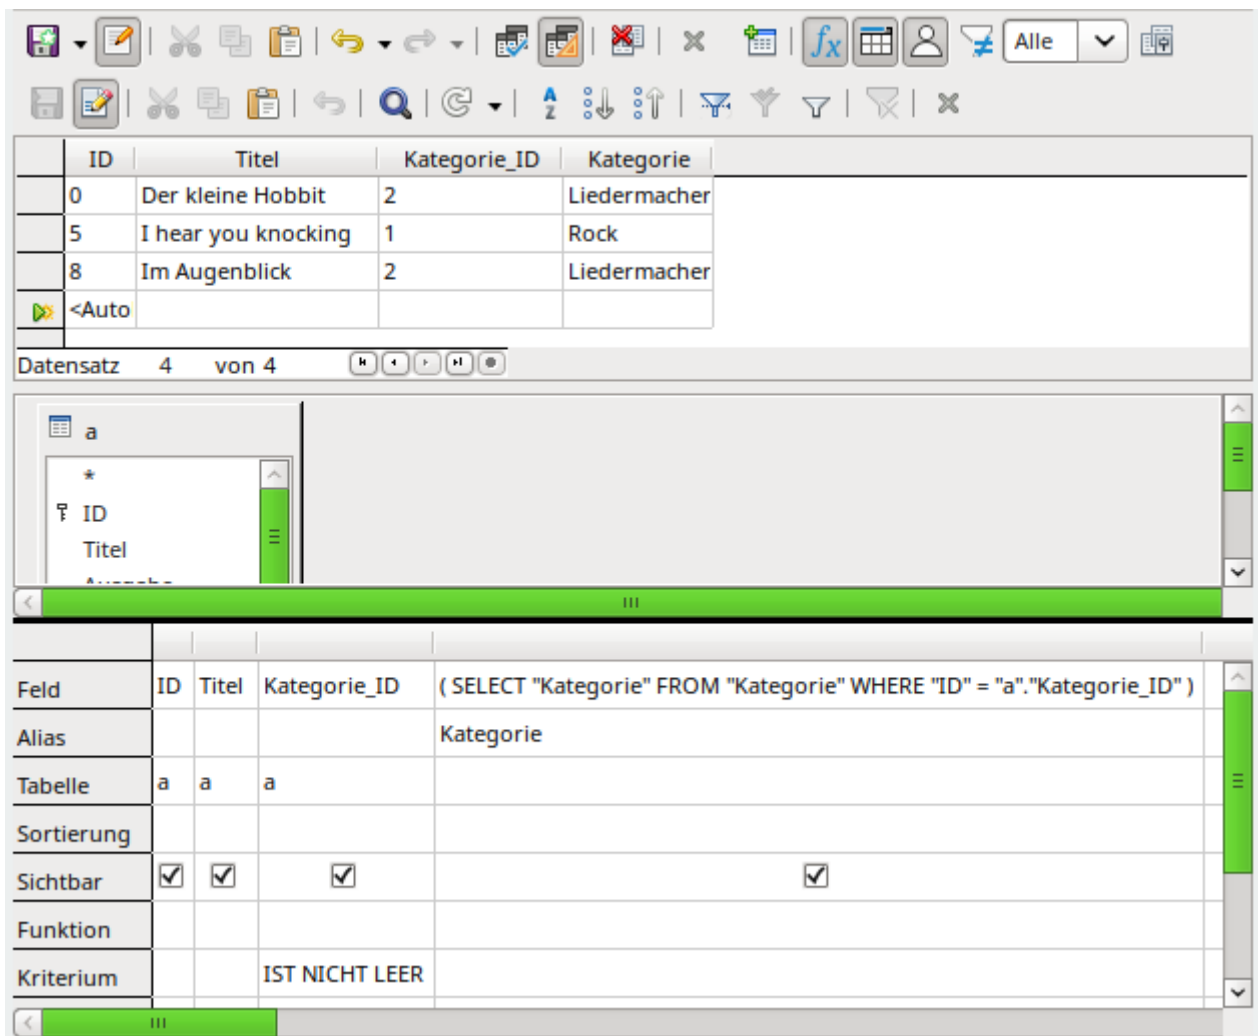 Alle
ID Titel Kategorie_ID Kategorie
0 Der kleine Hobbit 2 Liedermacher
5 I hear you knocking 1 Rock
8 Im Augenblick 2 Liedermacher
<Auto
Datensatz 4 von 4
a
*
ID
Titel
Feld ID Titel Kategorie_ID ( SELECT "Kategorie" FROM "Kategorie" WHERE "ID" = "a"."Kategorie_ID" )
Alias Kategorie
Tabelle a a a
Sortierung
Sichtbar
Funktion
Kriterium IST NICHT LEER